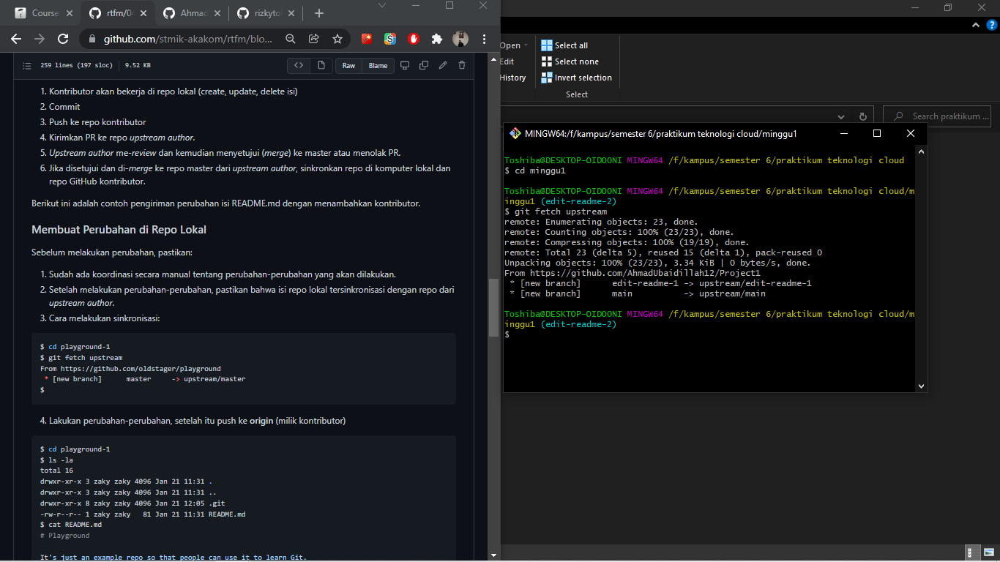 Course
rtfm/04
Ahmad
rizkytol
github.com/stmik-akakom/rtfm/blo...
259 lines (197 sloc)
9.52 KB
Raw
Blame
1. Kontributor akan bekerja di repo lokal (create, update, delete isi)
2. Commit
3. Push ke repo kontributor
4. Kirimkan PR ke repo upstream author.
5. Upstream author me-review dan kemudian menyetujui (merge) ke master atau menolak PR.
6. Jika disetujui dan di-merge ke repo master dari upstream author, sinkronkan repo di komputer lokal dan
repo GitHub kontributor.
Berikut ini adalah contoh pengiriman perubahan isi README.md dengan menambahkan kontributor.
Membuat Perubahan di Repo Lokal
Sebelum melakukan perubahan, pastikan:
1. Sudah ada koordinasi secara manual tentang perubahan-perubahan yang akan dilakukan.
2. Setelah melakukan perubahan-perubahan, pastikan bahwa isi repo lokal tersinkronisasi dengan repo dari
upstream author.
3. Cara melakukan sinkronisasi:
$ cd playground-1
$ git fetch upstream
From https://github.com/oldstager/playground
* [new branch]      master     -> upstream/master
$
4. Lakukan perubahan-perubahan, setelah itu push ke origin (milik kontributor)
$ cd playground-1
$ ls -la
total 16
drwxr-xr-x 3 zaky zaky 4096 Jan 21 11:31 .
drwxr-xr-x 3 zaky zaky 4096 Jan 21 11:31 ..
drwxr-xr-x 8 zaky zaky 4096 Jan 21 12:05 .git
-rw-r--r-- 1 zaky zaky   81 Jan 21 11:31 README.md
$ cat README.md
# Playground
It's just an example repo so that people can use it to learn Git.
Open
Edit
History
Select all
Select none
Invert selection
Select
Search praktikum ...
MINGW64:/f/kampus/semester 6/praktikum teknologi cloud/minggu1
Toshiba@DESKTOP-OIDOONI MINGW64 /f/kampus/semester 6/praktikum teknologi cloud
$ cd minggu1
Toshiba@DESKTOP-OIDOONI MINGW64 /f/kampus/semester 6/praktikum teknologi cloud/m
inggu1 (edit-readme-2)
$ git fetch upstream
remote: Enumerating objects: 23, done.
remote: Counting objects: 100% (23/23), done.
remote: Compressing objects: 100% (19/19), done.
remote: Total 23 (delta 5), reused 15 (delta 1), pack-reused 0
Unpacking objects: 100% (23/23), 3.34 KiB | 0 bytes/s, done.
From https://github.com/AhmadUbaidillah12/Project1
* [new branch]      edit-readme-1 -> upstream/edit-readme-1
* [new branch]      main          -> upstream/main
Toshiba@DESKTOP-OIDOONI MINGW64 /f/kampus/semester 6/praktikum teknologi cloud/m
inggu1 (edit-readme-2)
$